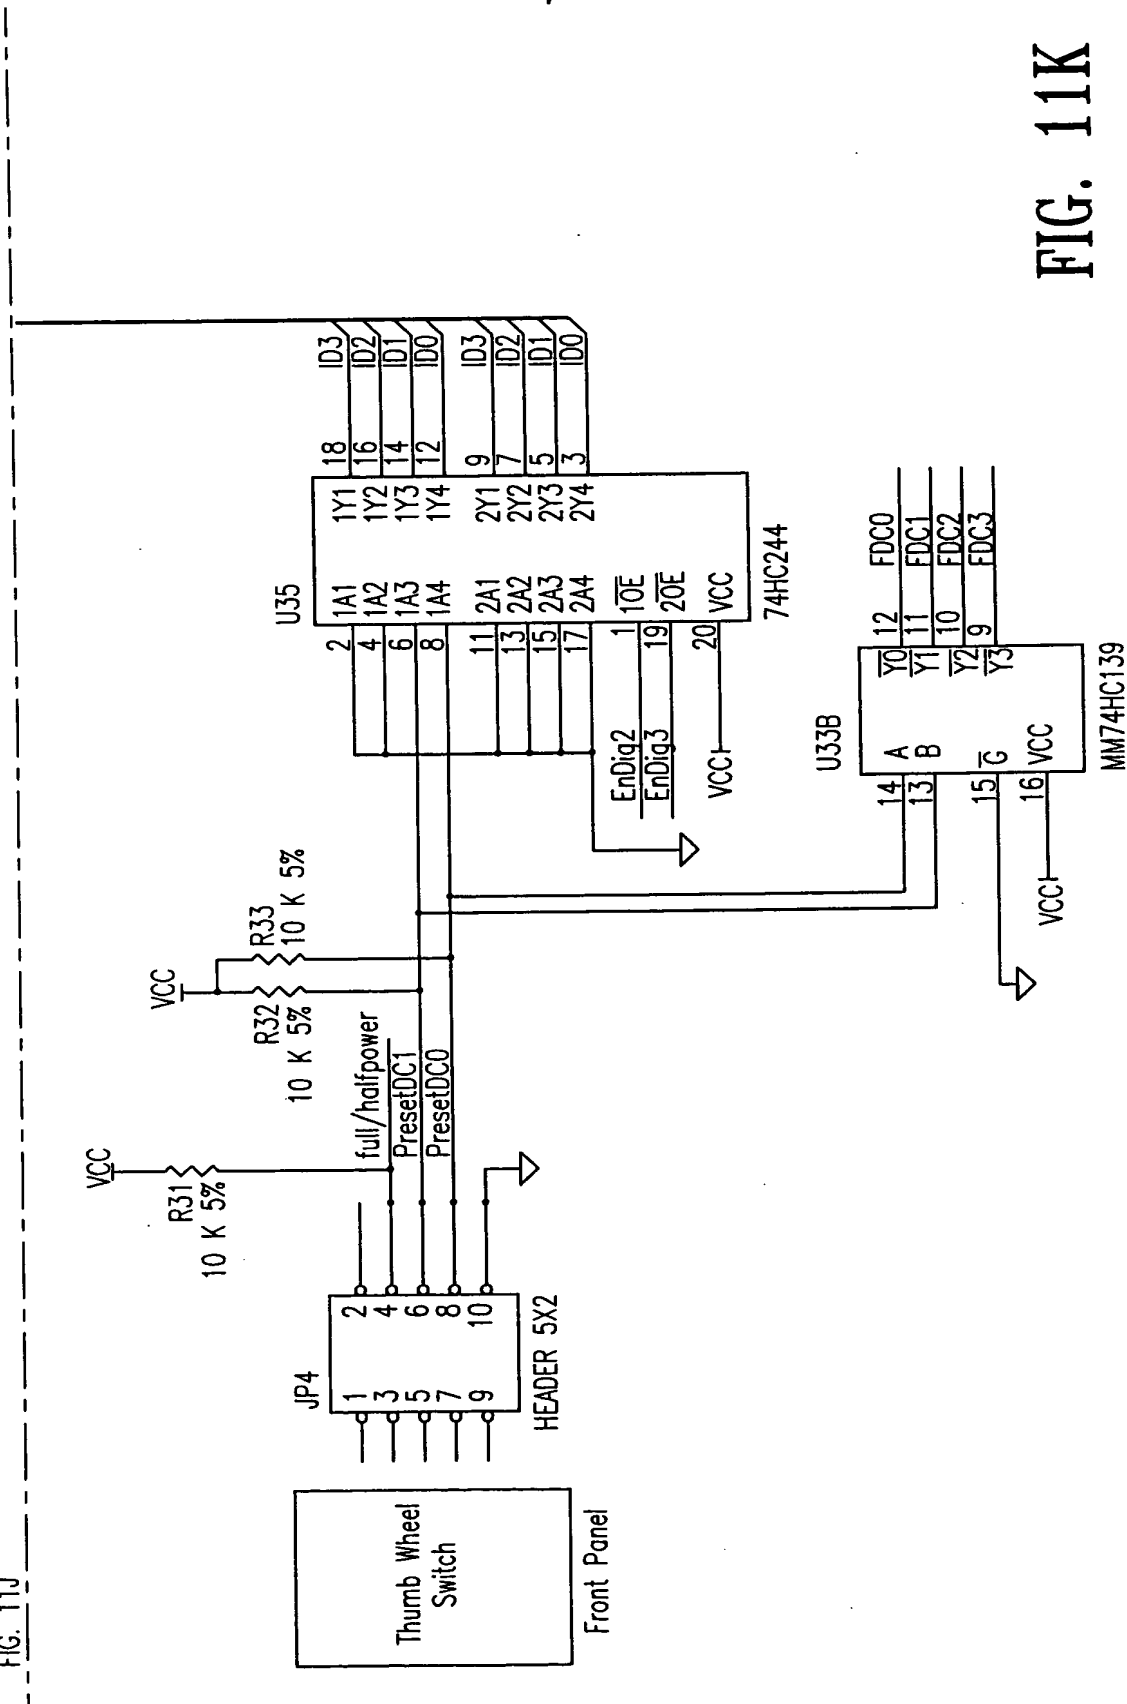 FIG. 11J
Thumb Wheel
Switch
Front Panel
JP4
1
3
5
7
9
2
4
6
8
10
HEADER 5X2
VCC
R31
10 K 5%
full/halfpower
PresetDC1
PresetDC0
VCC
R32
10 K 5%
R33
10 K 5%
U35
2
4
6
8
11
13
15
17
1
19
20
1A1
1A2
1A3
1A4
2A1
2A2
2A3
2A4
1OE
2OE
VCC
1Y1
1Y2
1Y3
1Y4
2Y1
2Y2
2Y3
2Y4
18
16
14
12
9
7
5
3
ID3
ID2
ID1
ID0
ID3
ID2
ID1
ID0
EnDig2
EnDig3
VCC
74HC244
U33B
14
13
15
16
A
B
G
VCC
Y0
Y1
Y2
Y3
12
11
10
9
FDC0
FDC1
FDC2
FDC3
VCC
MM74HC139
FIG. 11K